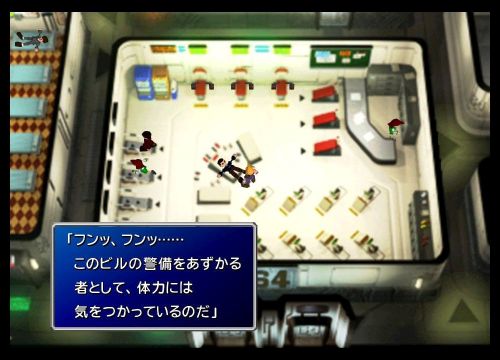 「フンッ、フンッ……
このビルの警備をあずかる
者として、体力には
気をつかっているのだ」
64